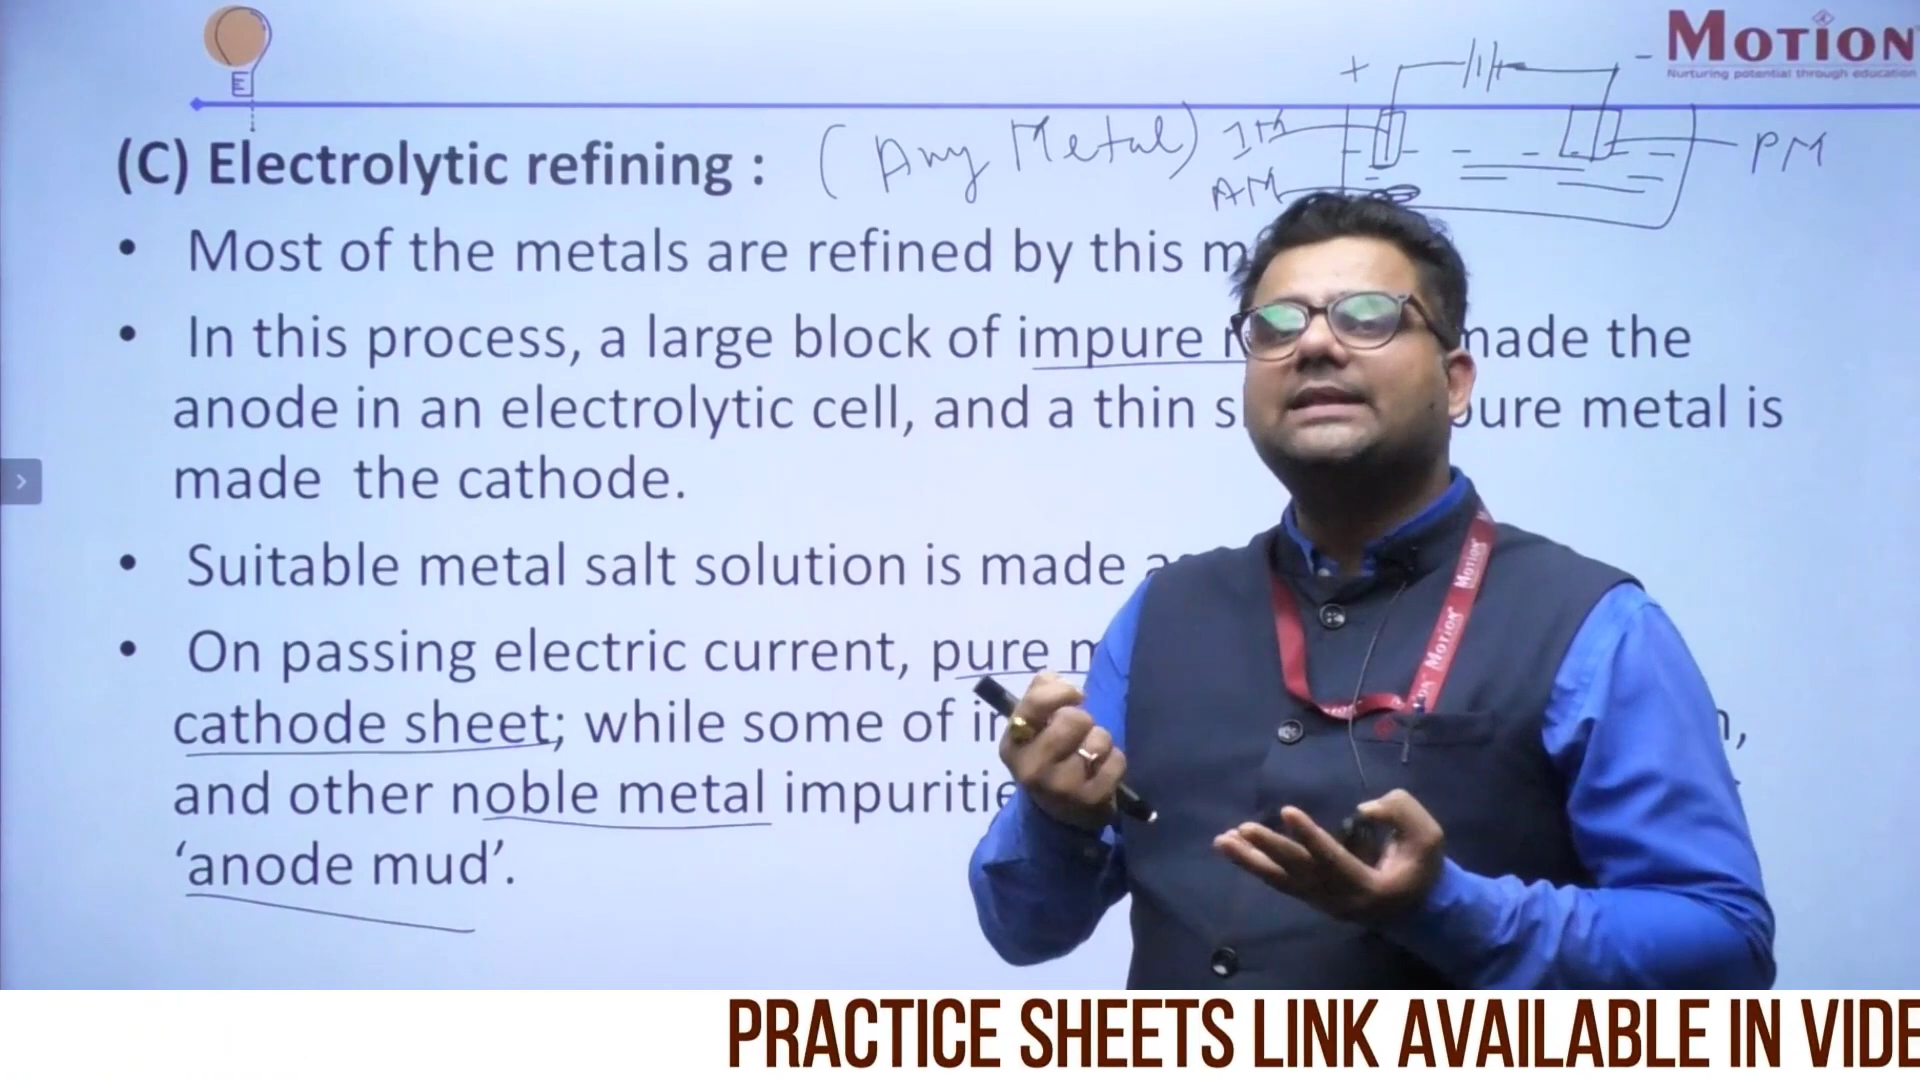 MOTION
Nurturing potential through education
+ -
(C) Electrolytic refining : (Any Metal) IM PM
AM
• Most of the metals are refined by this m
• In this process, a large block of impure made the
anode in an electrolytic cell, and a thin s pure metal is
made the cathode.
• Suitable metal salt solution is made a
• On passing electric current, pure m
cathode sheet; while some of i n,
and other noble metal impuritie
‘anode mud’.
MOTION
MOTION
PRACTICE SHEETS LINK AVAILABLE IN VIDE